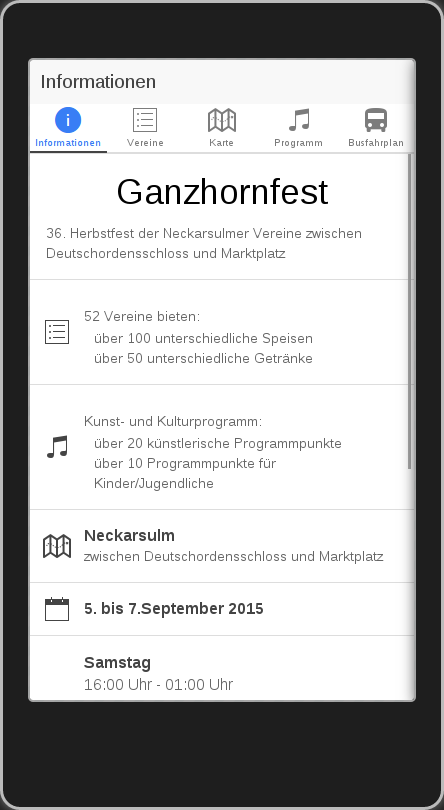 Informationen
Informationen Vereine Karte Programm Busfahrplan
Ganzhornfest
36. Herbstfest der Neckarsulmer Vereine zwischen
Deutschordensschloss und Marktplatz
52 Vereine bieten:
über 100 unterschiedliche Speisen
über 50 unterschiedliche Getränke
Kunst- und Kulturprogramm:
über 20 künstlerische Programmpunkte
über 10 Programmpunkte für
Kinder/Jugendliche
Neckarsulm
zwischen Deutschordensschloss und Marktplatz
5. bis 7.September 2015
Samstag
16:00 Uhr - 01:00 Uhr